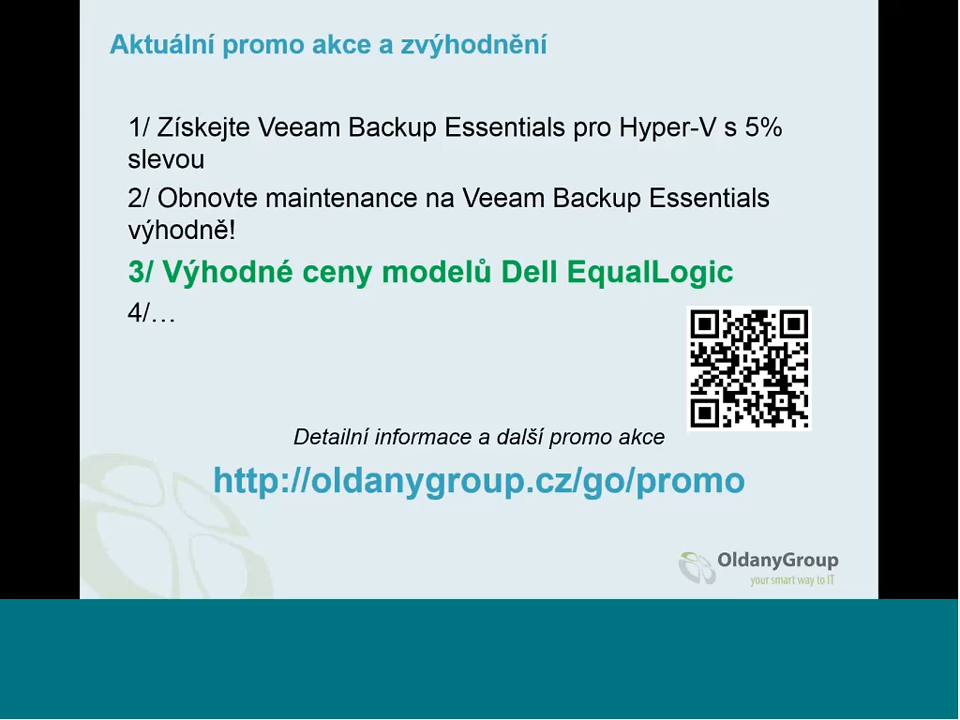 Aktuální promo akce a zvýhodnění
1/ Získejte Veeam Backup Essentials pro Hyper-V s 5%
slevou
2/ Obnovte maintenance na Veeam Backup Essentials
výhodně!
3/ Výhodné ceny modelů Dell EqualLogic
4/…
Detailní informace a další promo akce
http://oldanygroup.cz/go/promo
OldanyGroup
your smart way to IT